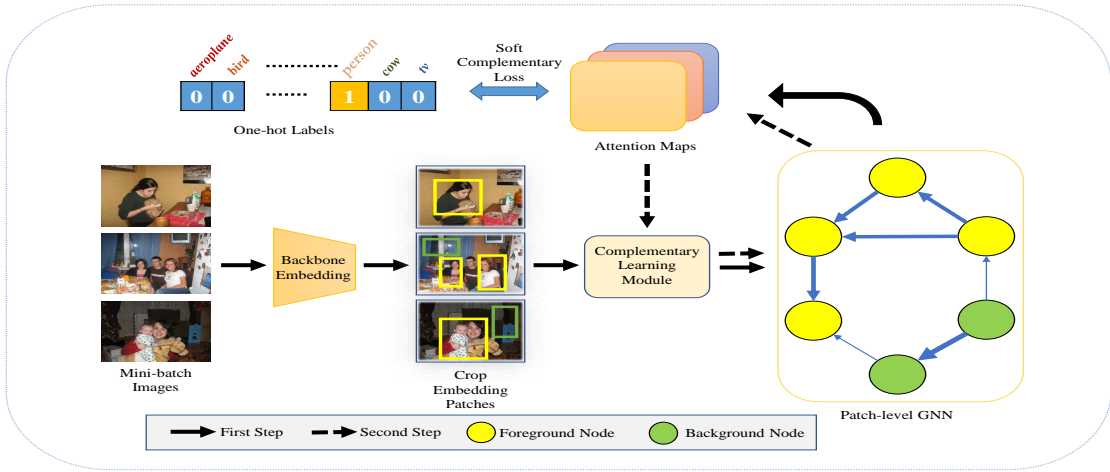 aeroplane
bird
person
cow
tv
0 0 1 0 0
One-hot Labels
Soft
Complementary
Loss
Attention Maps
Backbone
Embedding
Complementary
Learning
Module
Mini-batch
Images
Crop
Embedding
Patches
Patch-level GNN
First Step
Second Step
Foreground Node
Background Node